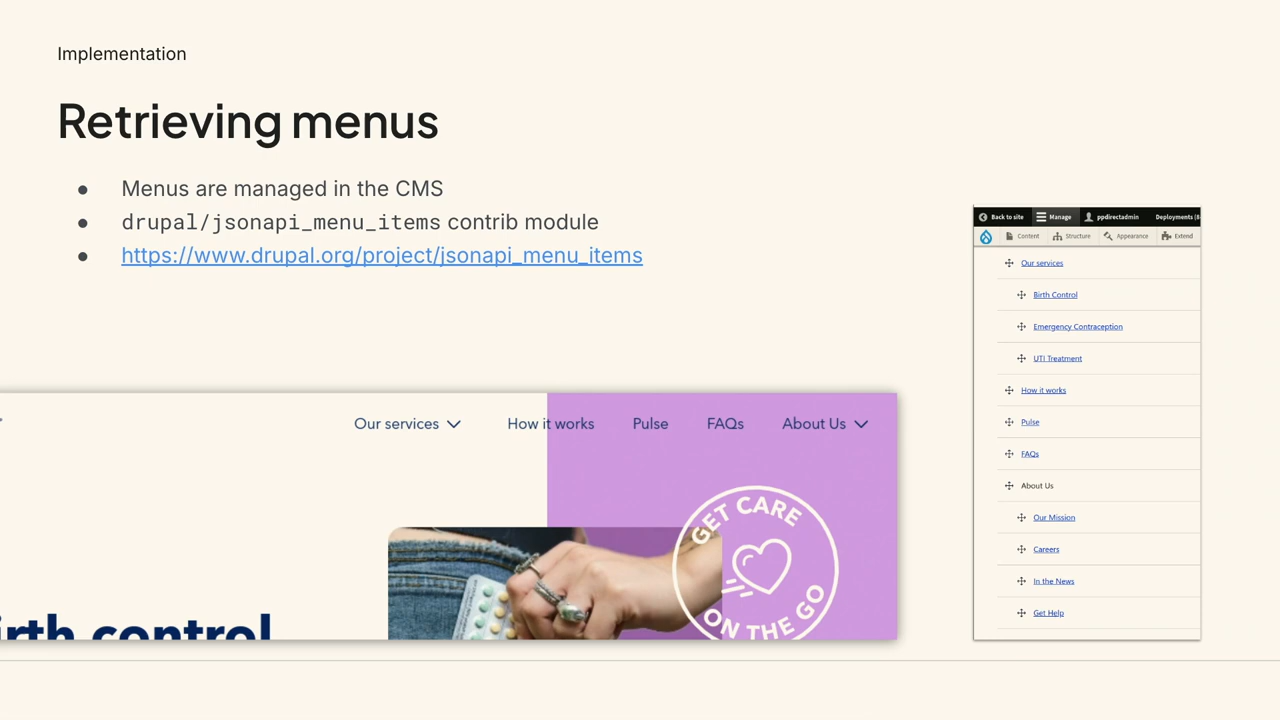 Implementation
Retrieving menus
● Menus are managed in the CMS
● drupal/jsonapi_menu_items contrib module
● https://www.drupal.org/project/jsonapi_menu_items
Our services
How it works
Pulse
FAQs
About Us
GET CARE
ON THE GO
irth control
Back to site
Manage
ppdirectadmin
Deployments (8
Content
Structure
Appearance
Extend
Our services
Birth Control
Emergency Contraception
UTI Treatment
How it works
Pulse
FAQs
About Us
Our Mission
Careers
In the News
Get Help